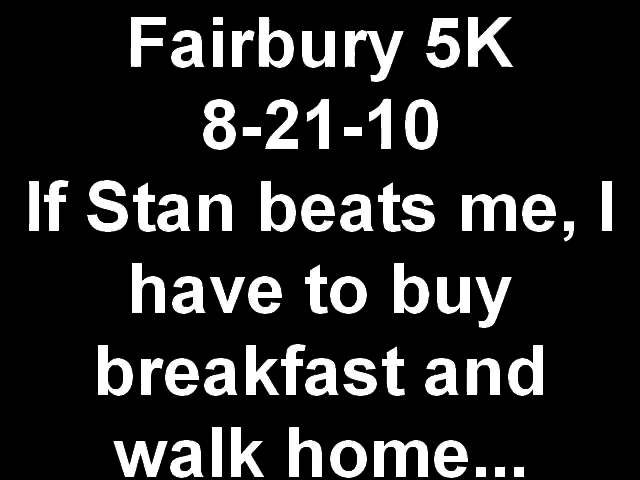 Fairbury 5K
8-21-10
If Stan beats me, I
have to buy
breakfast and
walk home...